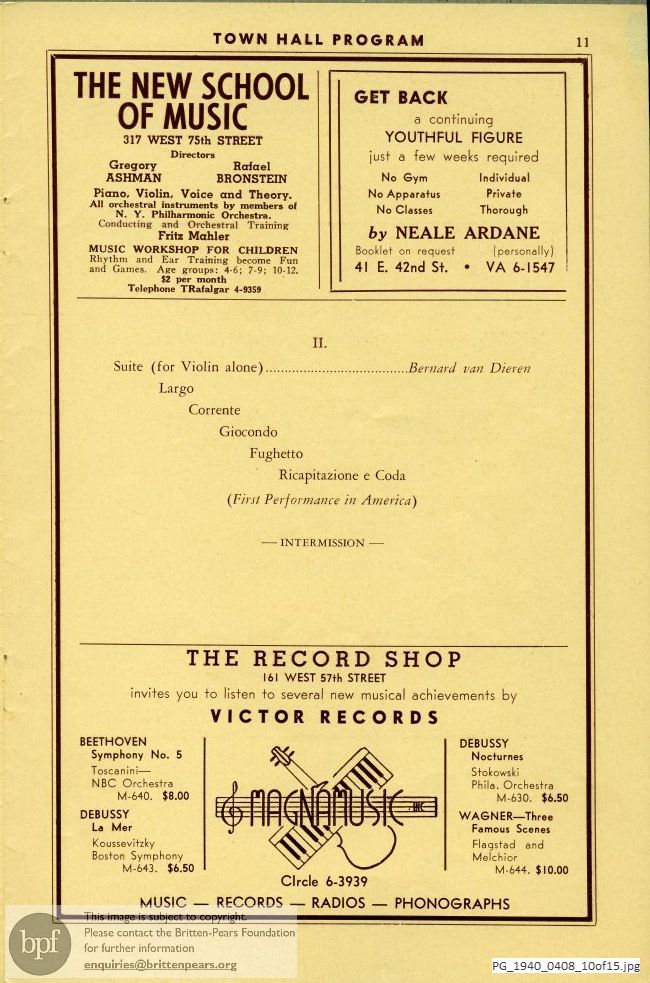 TOWN HALL PROGRAM
11
THE NEW SCHOOL
OF MUSIC
317 WEST 75th STREET
Directors
Gregory Rafael
ASHMAN BRONSTEIN
Piano, Violin, Voice and Theory.
All orchestral instruments by members of
N. Y. Philharmonic Orchestra.
Conducting and Orchestral Training
Fritz Mahler
MUSIC WORKSHOP FOR CHILDREN
Rhythm and Ear Training become Fun
and Games. Age groups: 4-6; 7-9; 10-12.
$2 per month
Telephone TRafalgar 4-9359
GET BACK
a continuing
YOUTHFUL FIGURE
just a few weeks required
No Gym Individual
No Apparatus Private
No Classes Thorough
by NEALE ARDANE
Booklet on request (personally)
41 E. 42nd St. • VA 6-1547
II.
Suite (for Violin alone)....................................Bernard van Dieren
Largo
Corrente
Giocondo
Fughetto
Ricapitazione e Coda
(First Performance in America)
— INTERMISSION —
THE RECORD SHOP
161 WEST 57th STREET
invites you to listen to several new musical achievements by
VICTOR RECORDS
BEETHOVEN
Symphony No. 5
Toscanini—
NBC Orchestra
M-640. $8.00
DEBUSSY
La Mer
Koussevitzky
Boston Symphony
M-643. $6.50
MAGNAMUSIC INC
CIrcle 6-3939
DEBUSSY
Nocturnes
Stokowski
Phila. Orchestra
M-630. $6.50
WAGNER—Three
Famous Scenes
Flagstad and
Melchior
M-644. $10.00
MUSIC — RECORDS — RADIOS — PHONOGRAPHS
bpf
This image is subject to copyright.
Please contact the Britten-Pears Foundation
for further information
enquiries@brittenpears.org
PG_1940_0408_10of15.jpg